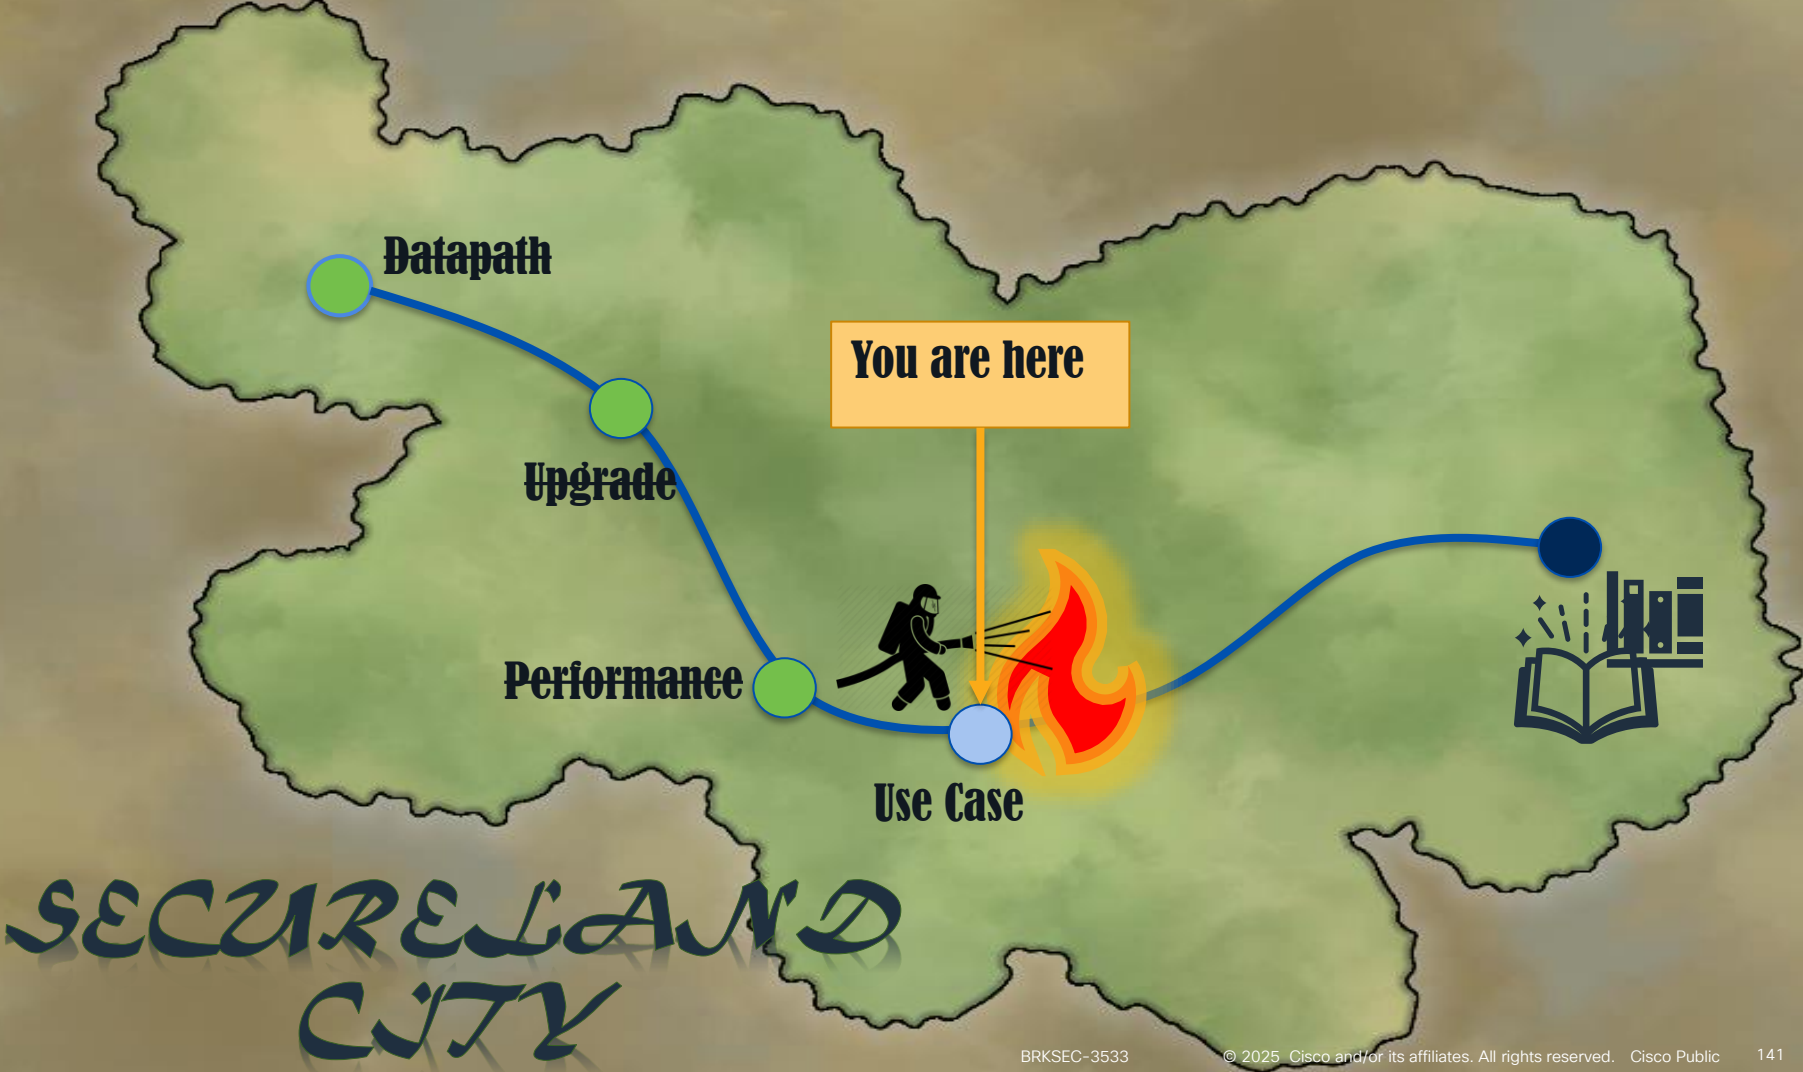 Datapath
You are here
Upgrade
Performance
Use Case
SECURELAND
CITY
BRKSEC-3533
© 2025 Cisco and/or its affiliates. All rights reserved. Cisco Public
141